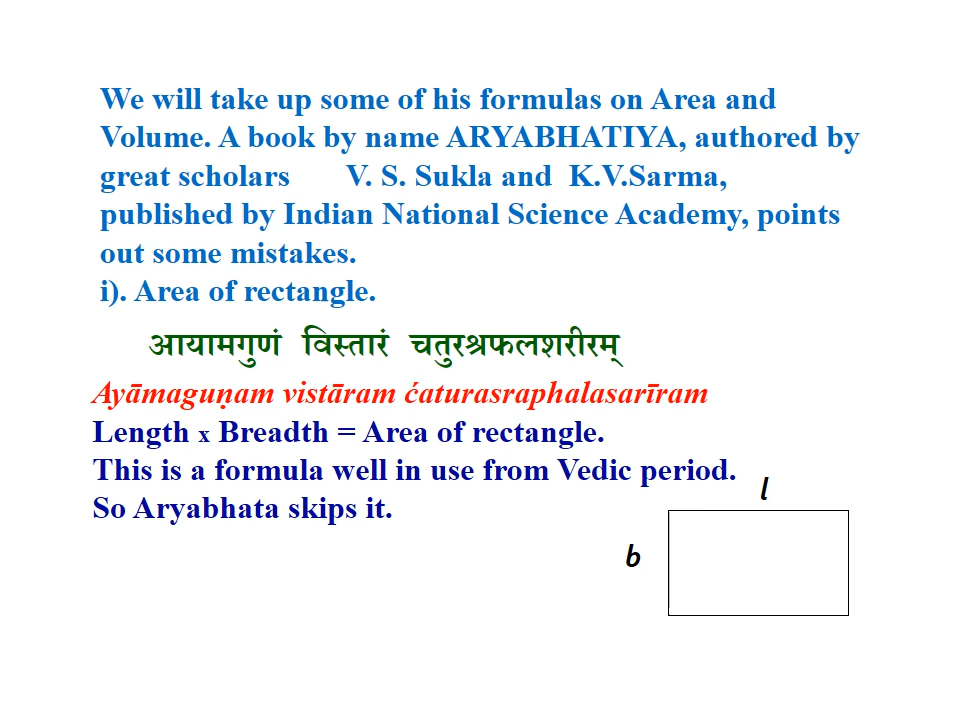 We will take up some of his formulas on Area and
Volume. A book by name ARYABHATIYA, authored by
great scholars V. S. Sukla and K.V.Sarma,
published by Indian National Science Academy, points
out some mistakes.
i). Area of rectangle.
आयामगुणं विस्तारं चतुरश्रफलशरीरम्
Ayāmaguṇam vistāram ćaturasraphalasarīram
Length x Breadth = Area of rectangle.
This is a formula well in use from Vedic period.
So Aryabhata skips it.
l
b